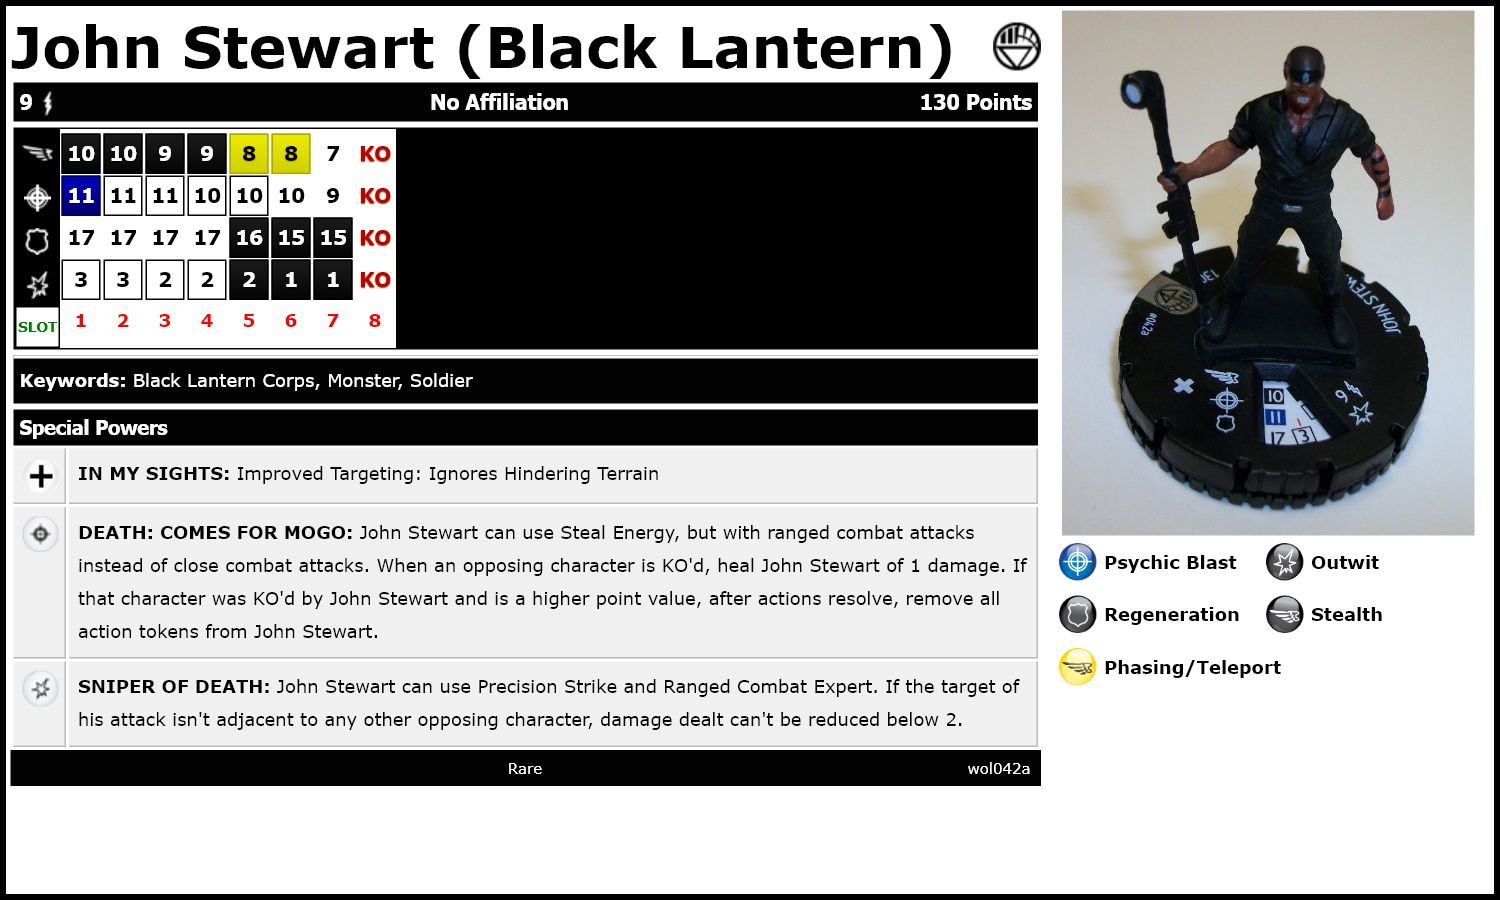 John Stewart (Black Lantern)
9 No Affiliation 130 Points
10 10 9 9 8 8 7 KO
11 11 11 10 10 10 9 KO
17 17 17 17 16 15 15 KO
3 3 2 2 2 1 1 KO
SLOT 1 2 3 4 5 6 7 8
Keywords: Black Lantern Corps, Monster, Soldier
Special Powers
IN MY SIGHTS: Improved Targeting: Ignores Hindering Terrain
DEATH: COMES FOR MOGO: John Stewart can use Steal Energy, but with ranged combat attacks
instead of close combat attacks. When an opposing character is KO'd, heal John Stewart of 1 damage. If
that character was KO'd by John Stewart and is a higher point value, after actions resolve, remove all
action tokens from John Stewart.
SNIPER OF DEATH: John Stewart can use Precision Strike and Ranged Combat Expert. If the target of
his attack isn't adjacent to any other opposing character, damage dealt can't be reduced below 2.
Rare wol042a
#042a
JOHN
10
11
17 3
9
Psychic Blast Outwit
Regeneration Stealth
Phasing/Teleport